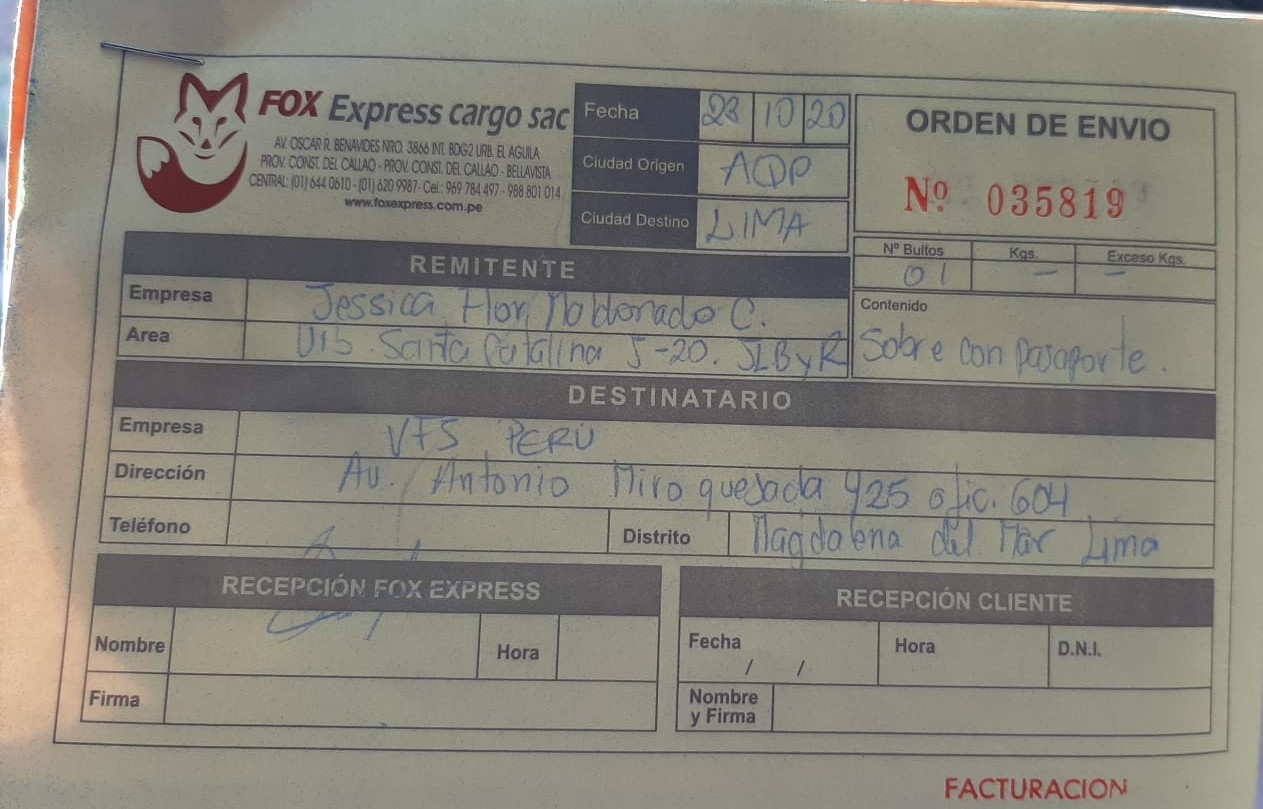 FOX Express cargo sac
AV. OSCAR R. BENAVIDES NRO. 3866 INT. BDG2 URB. EL AGUILA
PROV. CONST. DEL CALLAO - PROV. CONST. DEL CALLAO - BELLAVISTA
CENTRAL: (01) 644 0610 - (01) 620 9987 - Cel.: 969 784 497 - 988 801 014
www.foxexpress.com.pe
Fecha 23 10 20
Ciudad Origen AQP
Ciudad Destino LIMA
ORDEN DE ENVIO
Nº. 035819
Nº Bultos Kgs. Exceso Kgs.
01 - -
Contenido
Sobre con pasaporte.
REMITENTE
Empresa Jessica Flor Maldonado C.
Area Urb. Santa Catalina J-20. JLByR
DESTINATARIO
Empresa VFS PERU
Dirección Av. Antonio Miro quesada 425 ofic. 604
Teléfono Distrito Magdalena del Mar Lima
RECEPCIÓN FOX EXPRESS
Nombre Hora
Firma
RECEPCIÓN CLIENTE
Fecha / / Hora D.N.I.
Nombre
y Firma
FACTURACION